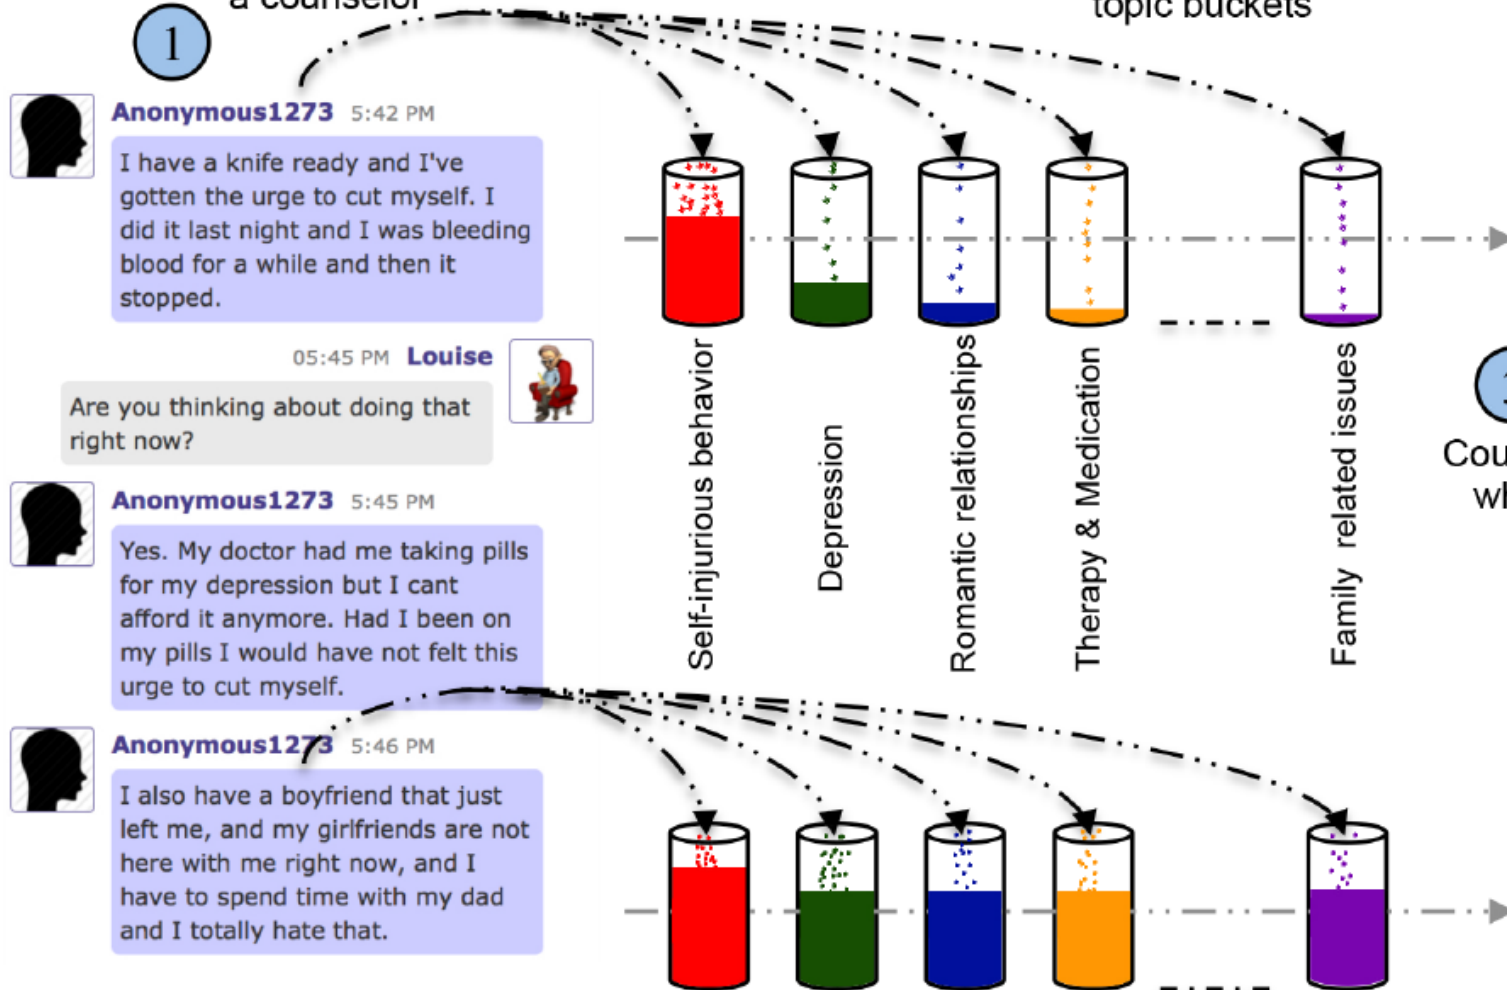 a counselor
topic buckets
1
Anonymous1273 5:42 PM
I have a knife ready and I've
gotten the urge to cut myself. I
did it last night and I was bleeding
blood for a while and then it
stopped.
05:45 PM Louise
Are you thinking about doing that
right now?
Anonymous1273 5:45 PM
Yes. My doctor had me taking pills
for my depression but I cant
afford it anymore. Had I been on
my pills I would have not felt this
urge to cut myself.
Anonymous1273 5:46 PM
I also have a boyfriend that just
left me, and my girlfriends are not
here with me right now, and I
have to spend time with my dad
and I totally hate that.
Self-injurious behavior
Depression
Romantic relationships
Therapy & Medication
Family related issues
Cou
wh